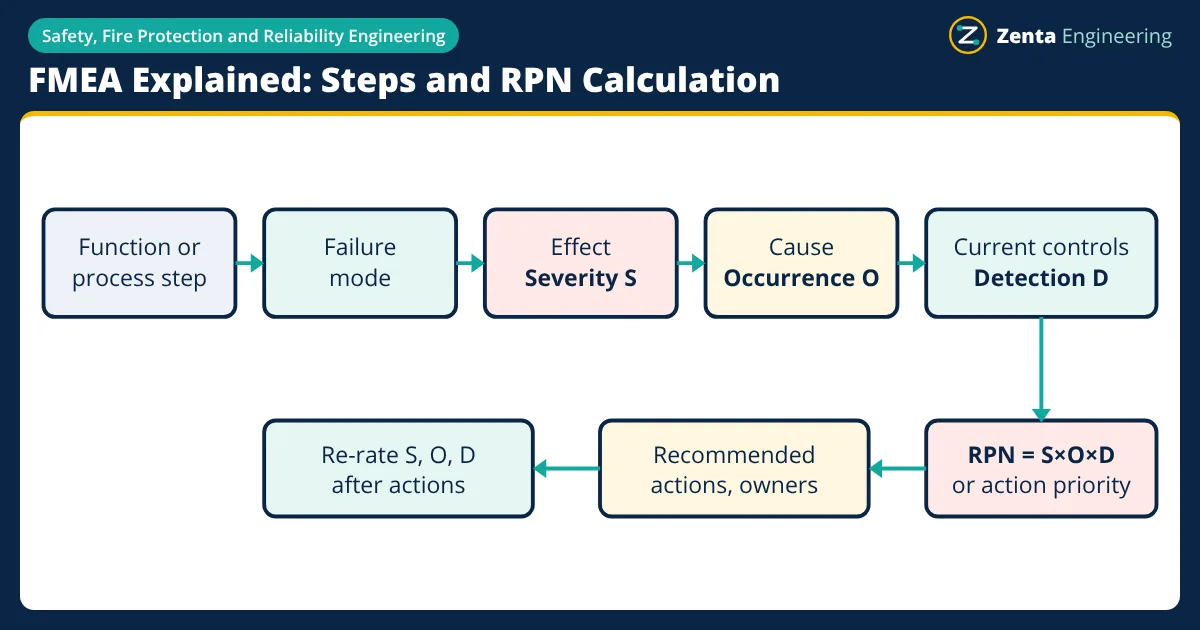 Safety, Fire Protection and Reliability Engineering
Zenta Engineering
FMEA Explained: Steps and RPN Calculation
Function or
process step
Failure
mode
Effect
Severity S
Cause
Occurrence O
Current controls
Detection D
RPN = S×O×D
or action priority
Recommended
actions, owners
Re-rate S, O, D
after actions